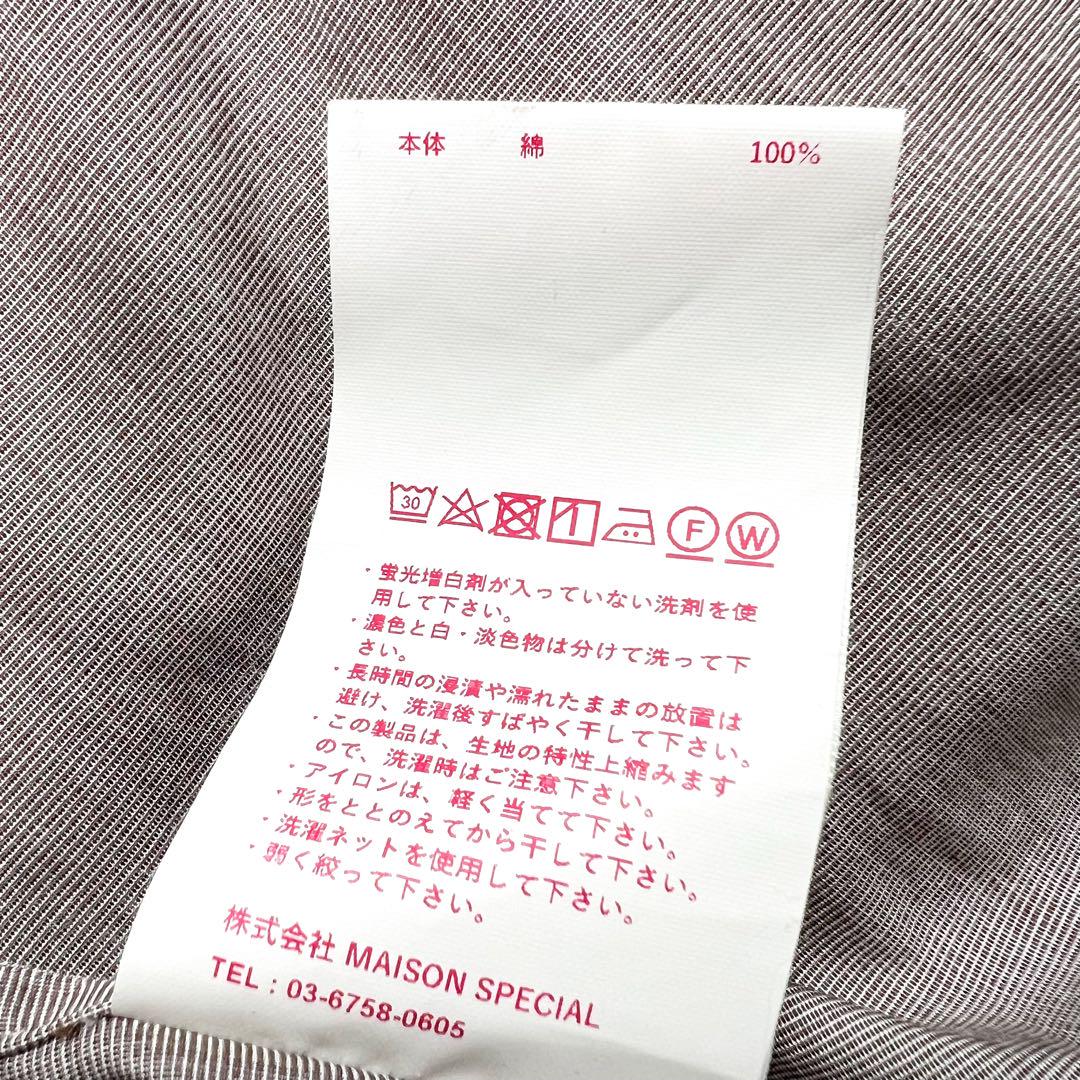 本体 綿 100%
30 F W
・蛍光増白剤が入っていない洗剤を使
用して下さい。
・濃色と白・淡色物は分けて洗って下
さい。
・長時間の浸漬や濡れたままの放置は
避け、洗濯後すばやく干して下さい。
・この製品は、生地の特性上縮みます
ので、洗濯時はご注意下さい。
・アイロンは、軽く当てて下さい。
・形をととのえてから干して下さい。
・洗濯ネットを使用して下さい。
・弱く絞って下さい。
株式会社 MAISON SPECIAL
TEL : 03-6758-0605